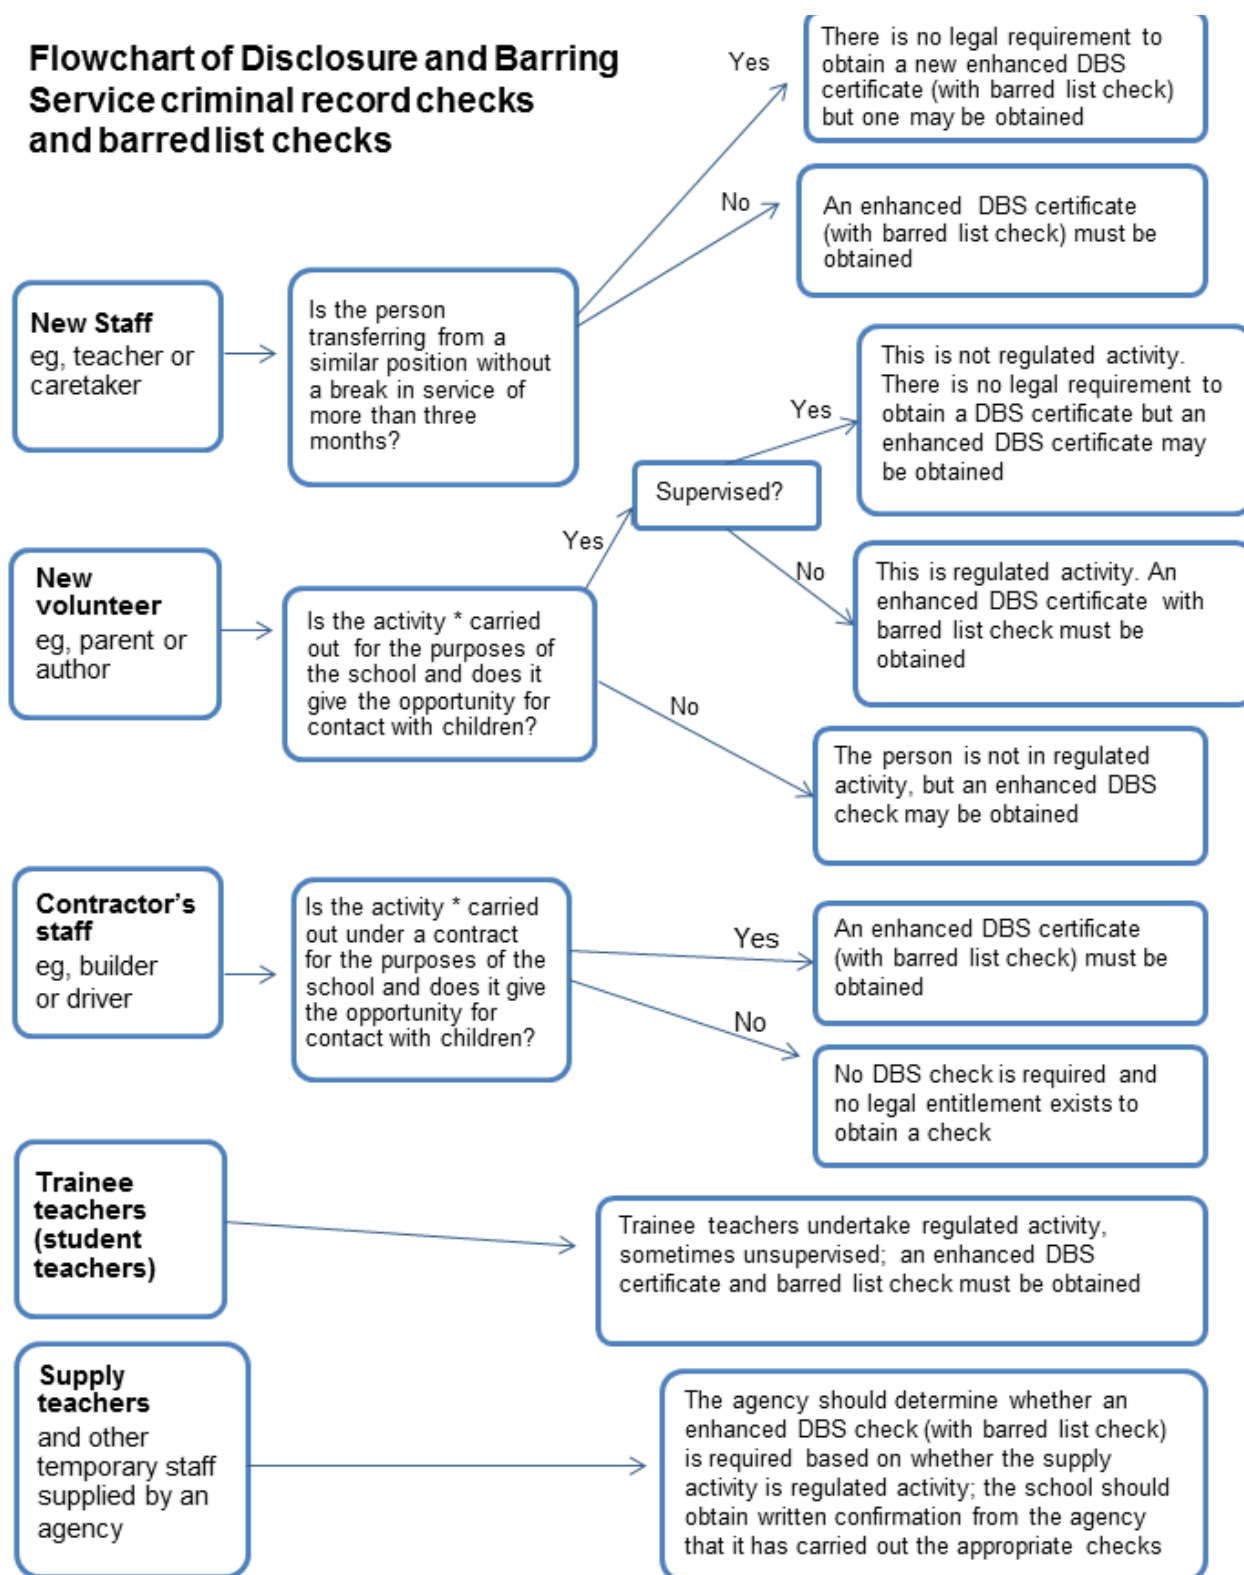 Flowchart of Disclosure and Barring
Service criminal record checks
and barred list checks
Yes
There is no legal requirement to
obtain a new enhanced DBS
certificate (with barred list check)
but one may be obtained
No
An enhanced DBS certificate
(with barred list check) must be
obtained
New Staff
eg, teacher or
caretaker
Is the person
transferring from a
similar position without
a break in service of
more than three
months?
This is not regulated activity.
There is no legal requirement to
obtain a DBS certificate but an
enhanced DBS certificate may
be obtained
Yes
Supervised?
Yes
No
This is regulated activity. An
enhanced DBS certificate with
barred list check must be
obtained
New
volunteer
eg, parent or
author
Is the activity * carried
out for the purposes of
the school and does it
give the opportunity for
contact with children?
No
The person is not in regulated
activity, but an enhanced DBS
check may be obtained
Contractor's
staff
eg, builder
or driver
Is the activity * carried
out under a contract
for the purposes of the
school and does it give
the opportunity for
contact with children?
Yes
An enhanced DBS certificate
(with barred list check) must be
obtained
No
No DBS check is required and
no legal entitlement exists to
obtain a check
Trainee
teachers
(student
teachers)
Trainee teachers undertake regulated activity,
sometimes unsupervised; an enhanced DBS
certificate and barred list check must be obtained
Supply
teachers
and other
temporary staff
supplied by an
agency
The agency should determine whether an
enhanced DBS check (with barred list check)
is required based on whether the supply
activity is regulated activity; the school should
obtain written confirmation from the agency
that it has carried out the appropriate checks